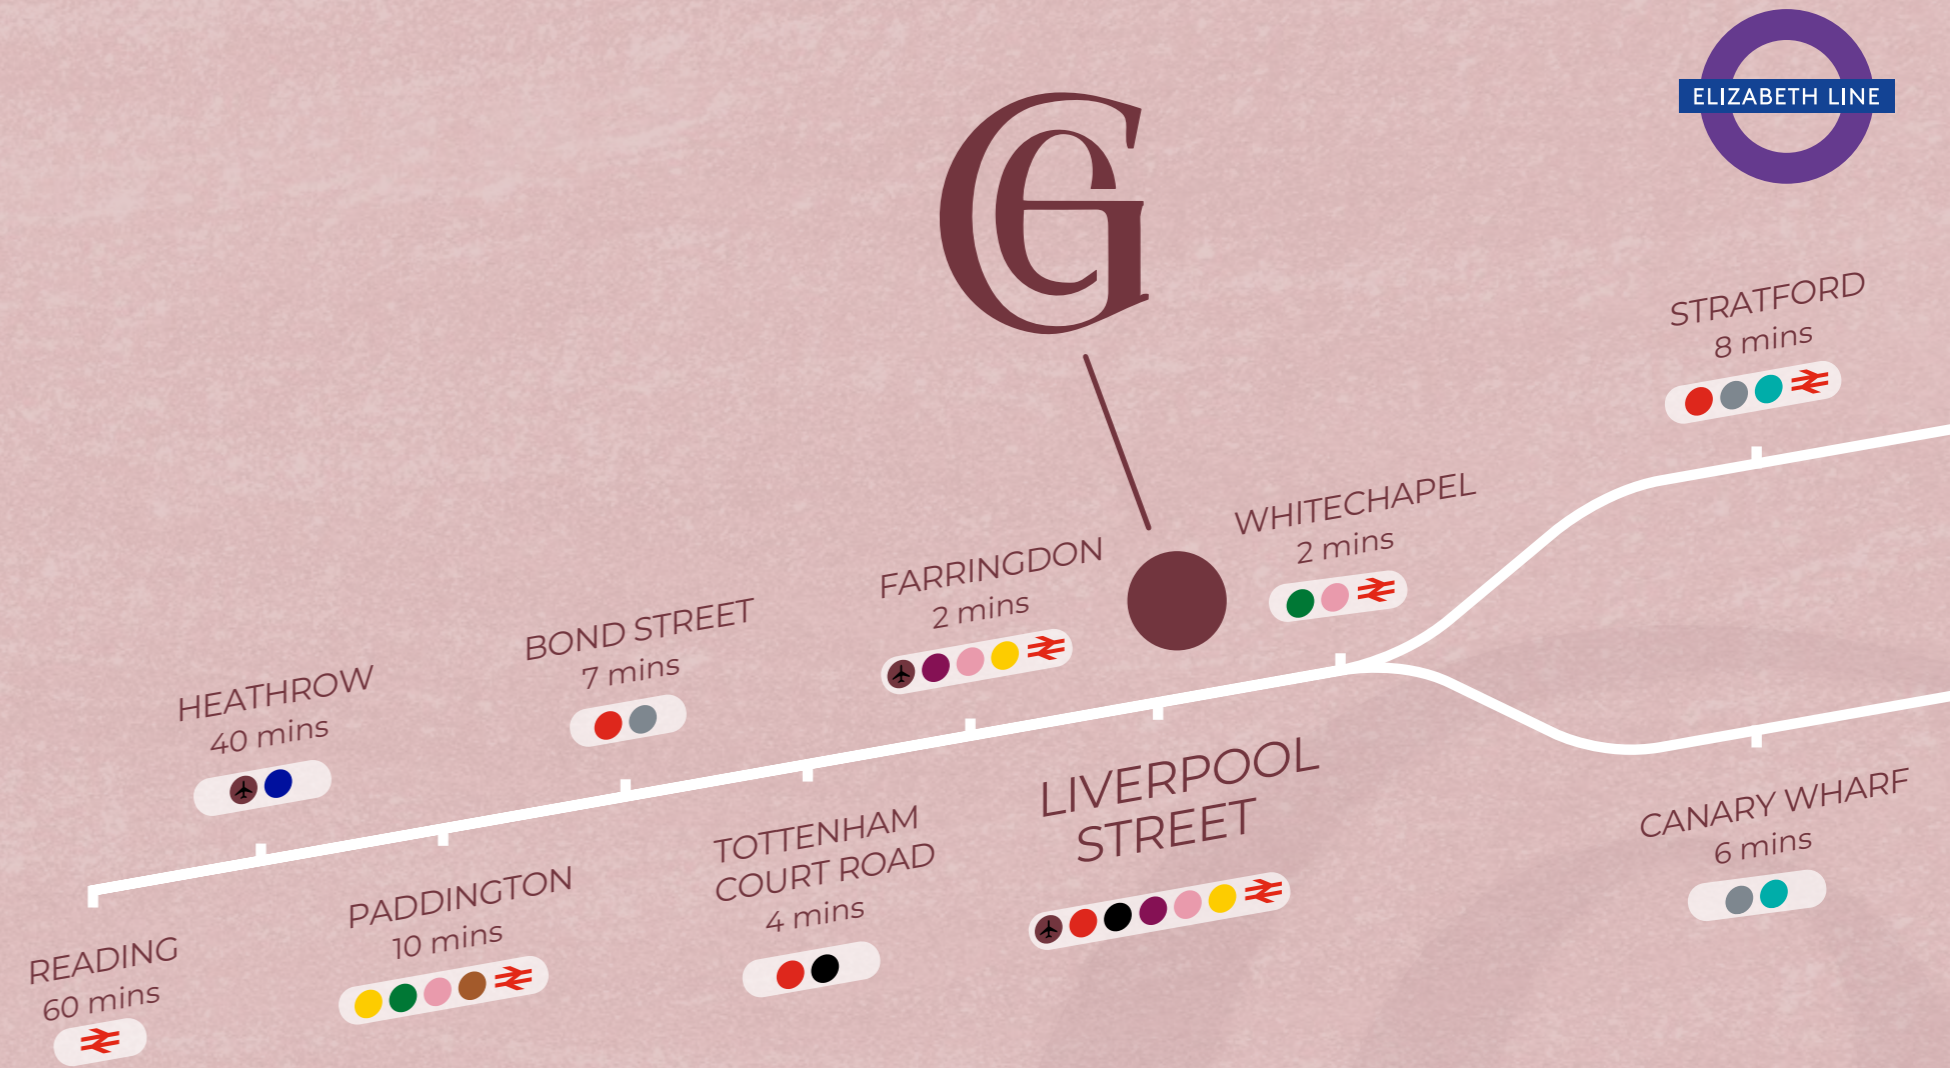 ELIZABETH LINE
GE
STRATFORD
8 mins
WHITECHAPEL
2 mins
FARRINGDON
2 mins
BOND STREET
7 mins
HEATHROW
40 mins
LIVERPOOL
STREET
CANARY WHARF
6 mins
TOTTENHAM
COURT ROAD
4 mins
PADDINGTON
10 mins
READING
60 mins